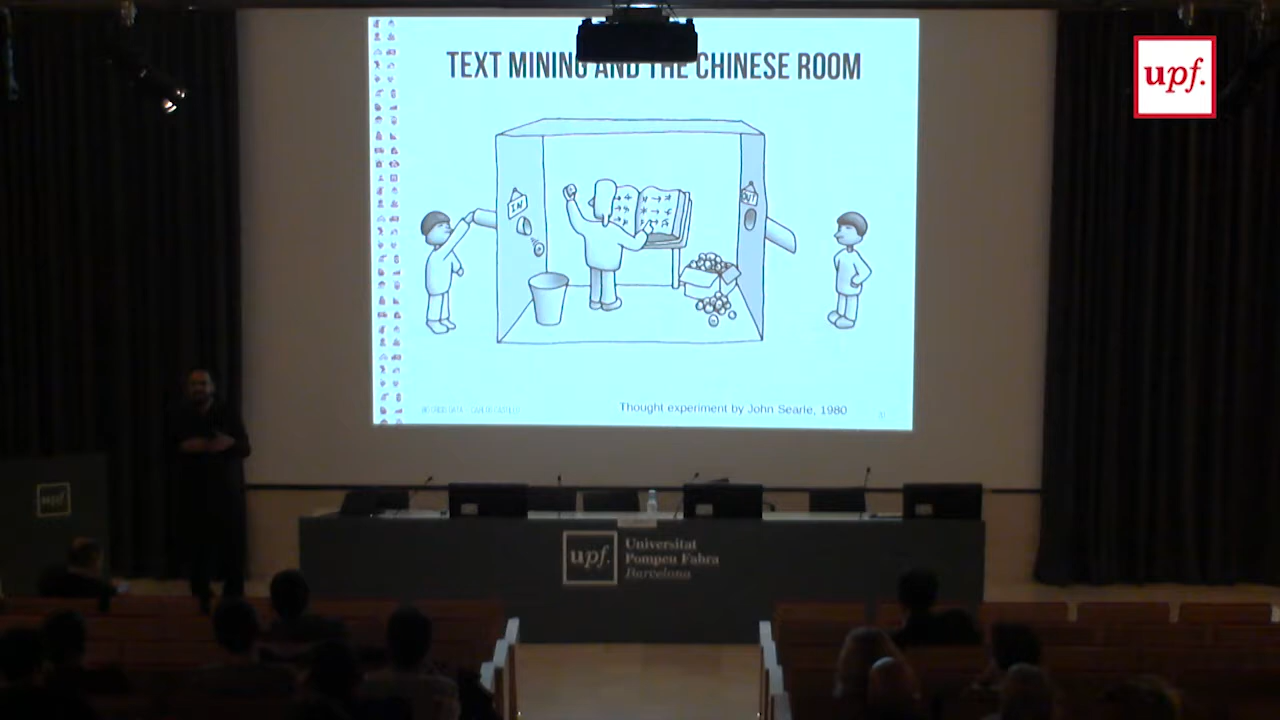 TEXT MINING AND THE CHINESE ROOM
upf.
IN
OUT
Thought experiment by John Searle, 1980
upf.
upf.
Universitat
Pompeu Fabra
Barcelona